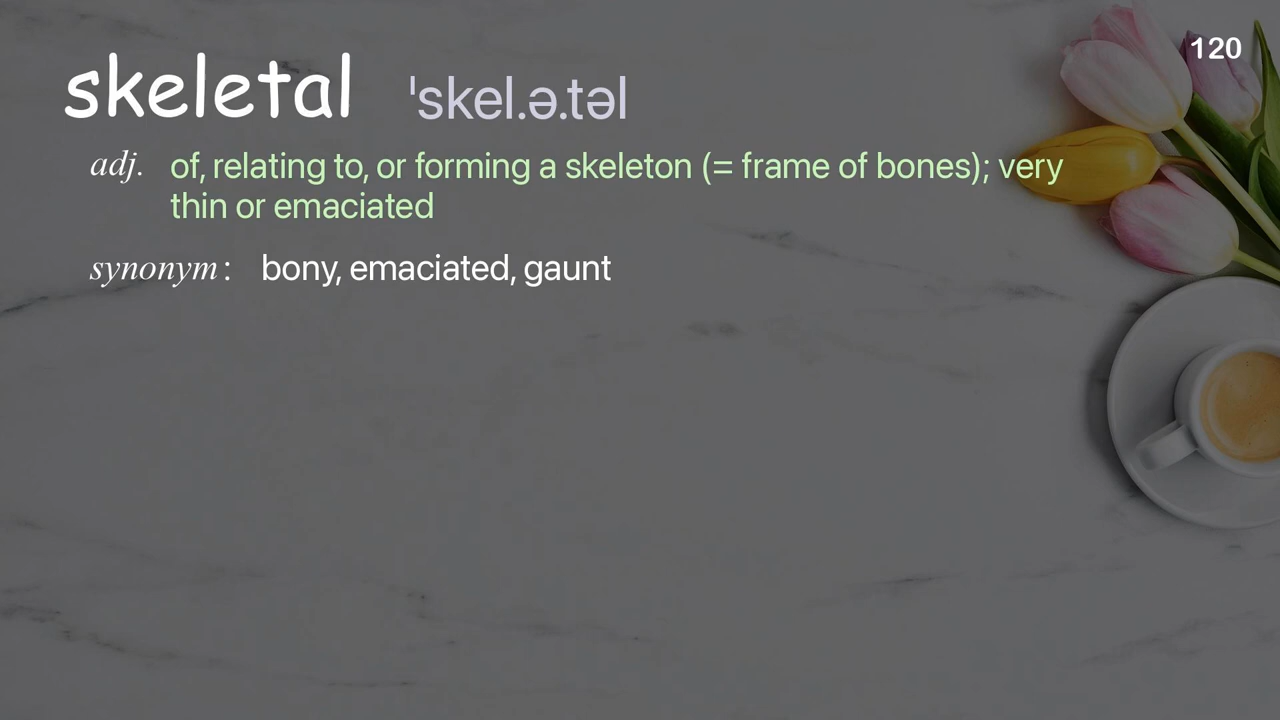 120
skeletal ˈskel.ə.təl
adj. of, relating to, or forming a skeleton (= frame of bones); very
thin or emaciated
synonym: bony, emaciated, gaunt